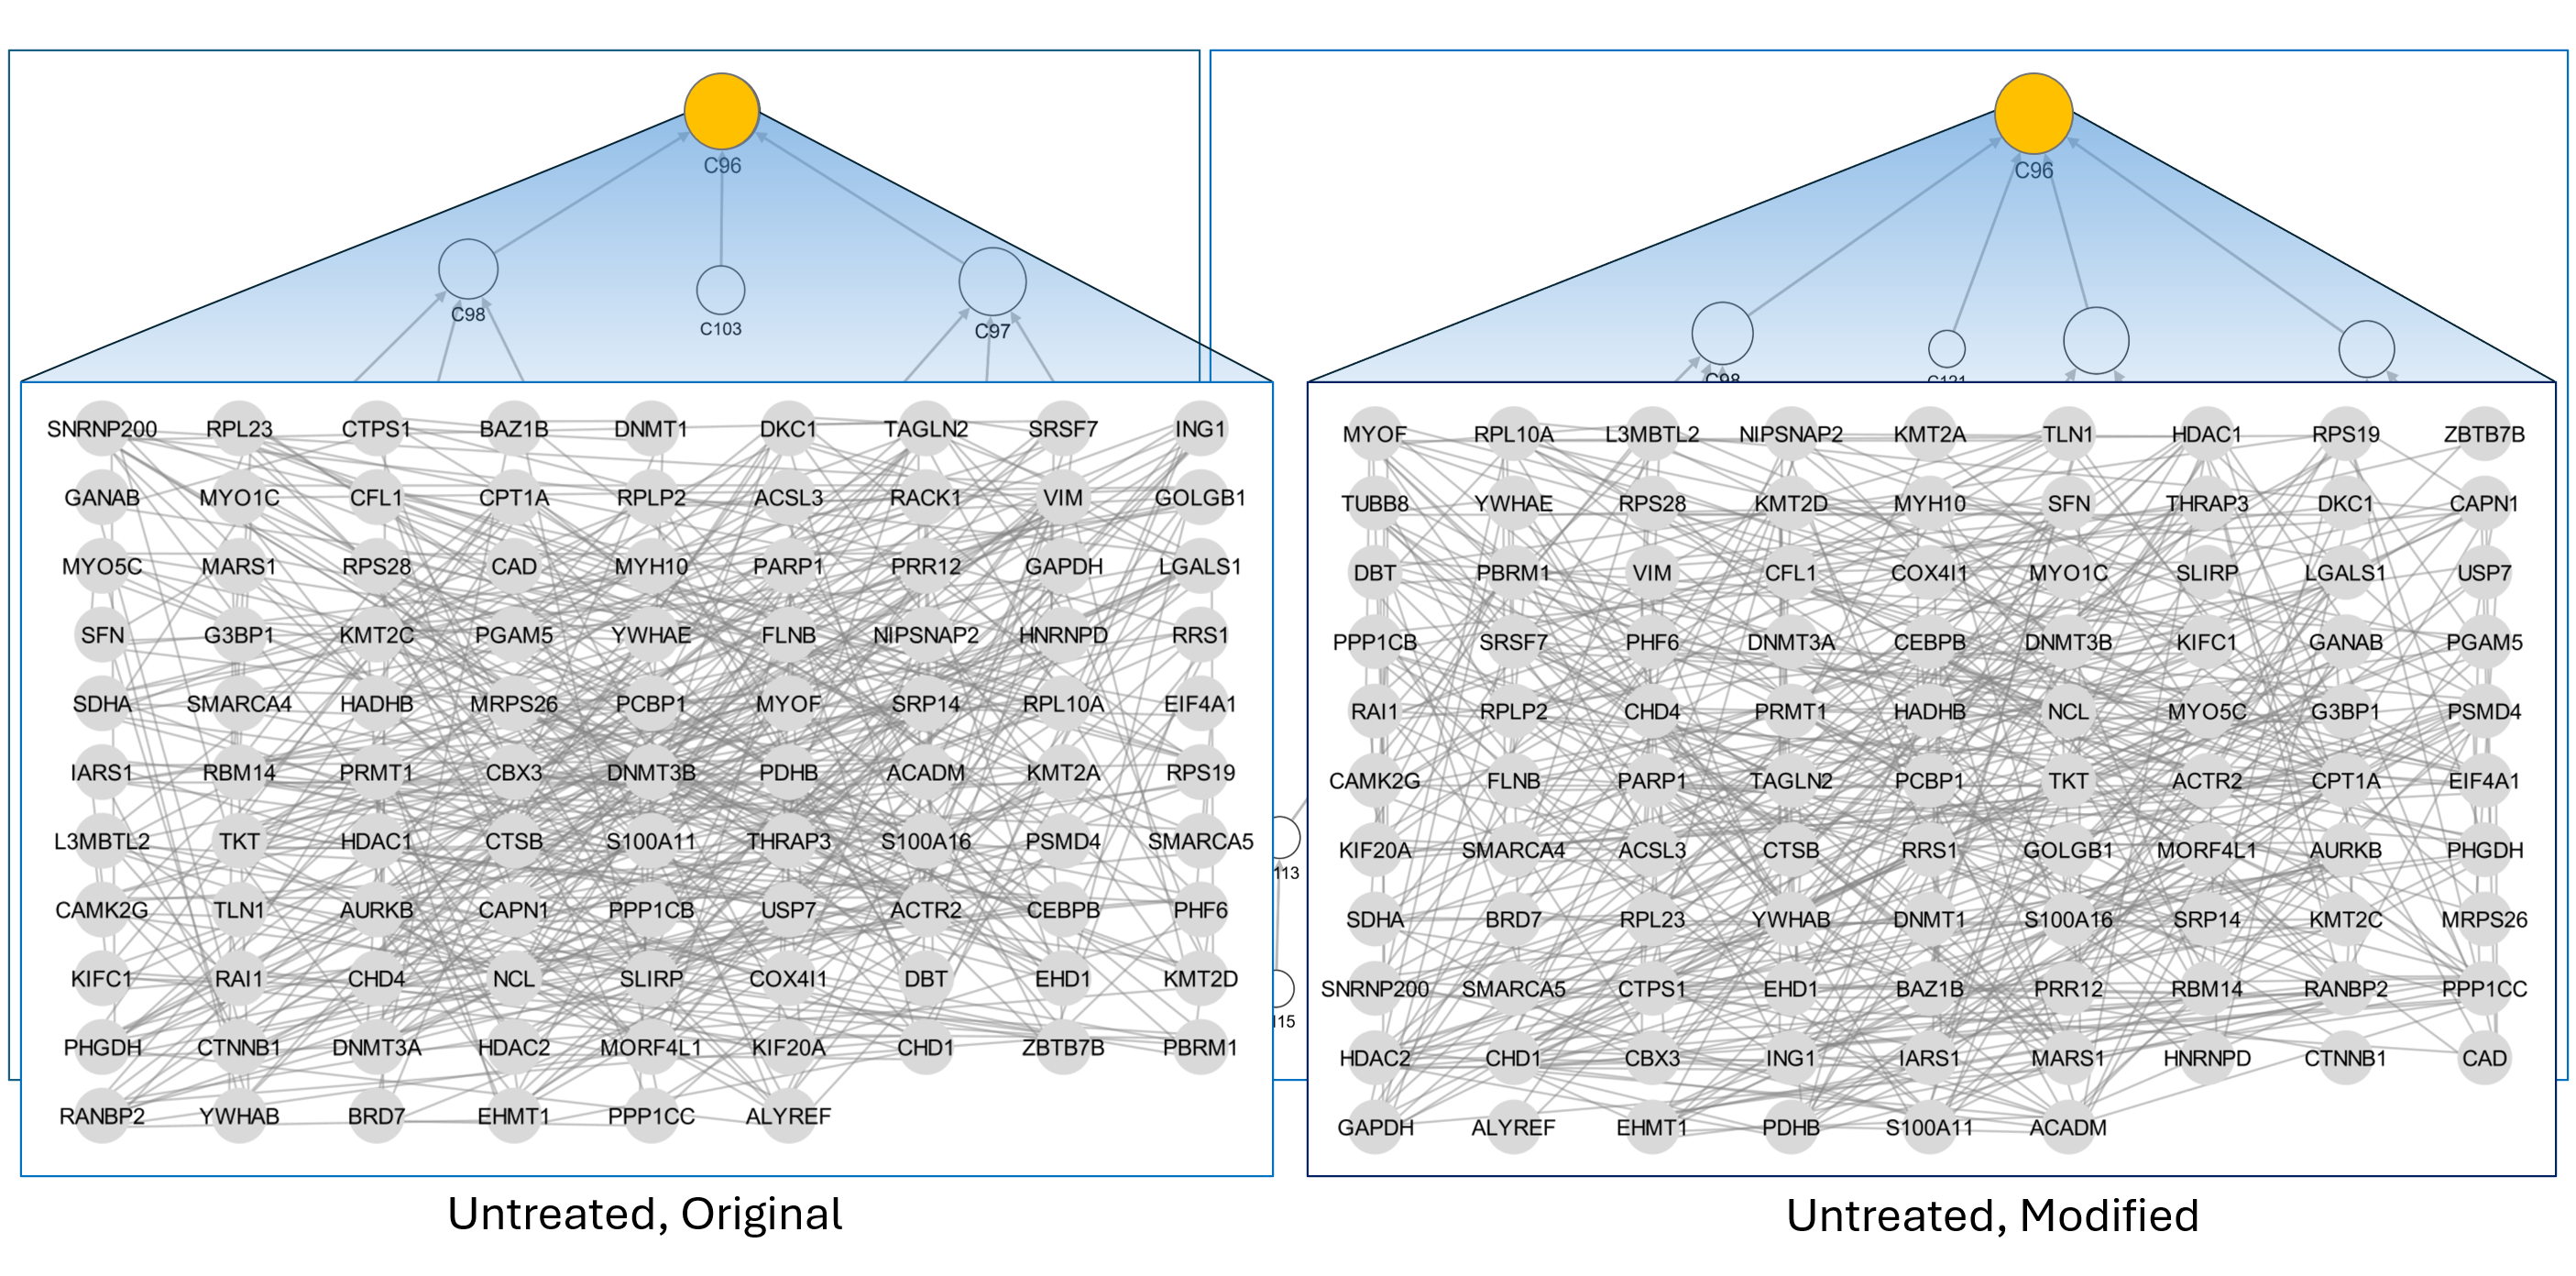 C96
C96
C98
C103
C97
C98
C121
SNRNP200 RPL23 CTPS1 BAZ1B DNMT1 DKC1 TAGLN2 SRSF7 ING1
GANAB MYO1C CFL1 CPT1A RPLP2 ACSL3 RACK1 VIM GOLGB1
MYO5C MARS1 RPS28 CAD MYH10 PARP1 PRR12 GAPDH LGALS1
SFN G3BP1 KMT2C PGAM5 YWHAE FLNB NIPSNAP2 HNRNPD RRS1
SDHA SMARCA4 HADHB MRPS26 PCBP1 MYOF SRP14 RPL10A EIF4A1
IARS1 RBM14 PRMT1 CBX3 DNMT3B PDHB ACADM KMT2A RPS19
L3MBTL2 TKT HDAC1 CTSB S100A11 THRAP3 S100A16 PSMD4 SMARCA5
CAMK2G TLN1 AURKB CAPN1 PPP1CB USP7 ACTR2 CEBPB PHF6
KIFC1 RAI1 CHD4 NCL SLIRP COX4I1 DBT EHD1 KMT2D
PHGDH CTNNB1 DNMT3A HDAC2 MORF4L1 KIF20A CHD1 ZBTB7B PBRM1
RANBP2 YWHAB BRD7 EHMT1 PPP1CC ALYREF
113
115
MYOF RPL10A L3MBTL2 NIPSNAP2 KMT2A TLN1 HDAC1 RPS19 ZBTB7B
TUBB8 YWHAE RPS28 KMT2D MYH10 SFN THRAP3 DKC1 CAPN1
DBT PBRM1 VIM CFL1 COX4I1 MYO1C SLIRP LGALS1 USP7
PPP1CB SRSF7 PHF6 DNMT3A CEBPB DNMT3B KIFC1 GANAB PGAM5
RAI1 RPLP2 CHD4 PRMT1 HADHB NCL MYO5C G3BP1 PSMD4
CAMK2G FLNB PARP1 TAGLN2 PCBP1 TKT ACTR2 CPT1A EIF4A1
KIF20A SMARCA4 ACSL3 CTSB RRS1 GOLGB1 MORF4L1 AURKB PHGDH
SDHA BRD7 RPL23 YWHAB DNMT1 S100A16 SRP14 KMT2C MRPS26
SNRNP200 SMARCA5 CTPS1 EHD1 BAZ1B PRR12 RBM14 RANBP2 PPP1CC
HDAC2 CHD1 CBX3 ING1 IARS1 MARS1 HNRNPD CTNNB1 CAD
GAPDH ALYREF EHMT1 PDHB S100A11 ACADM
Untreated, Original
Untreated, Modified